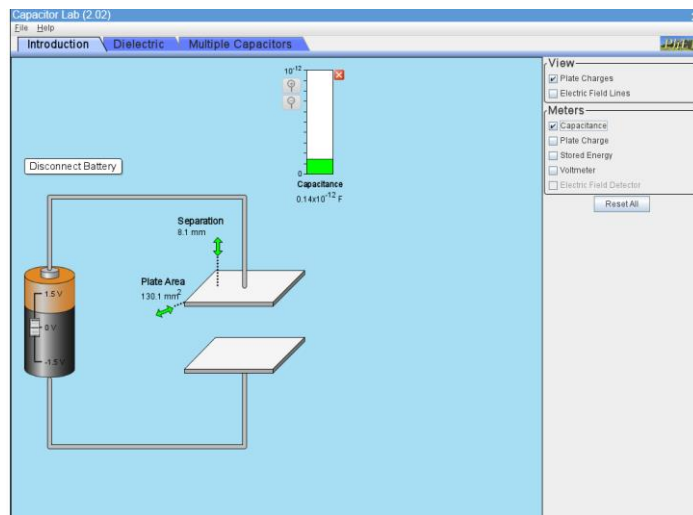 Capacitor Lab (2.02)
File Help
Introduction Dielectric Multiple Capacitors
10⁻¹²
0
Capacitance
0.14x10⁻¹² F
Disconnect Battery
Separation
8.1 mm
Plate Area
130.1 mm²
1.5 V
0 V
-1.5 V
View
Plate Charges
Electric Field Lines
Meters
Capacitance
Plate Charge
Stored Energy
Voltmeter
Electric Field Detector
Reset All